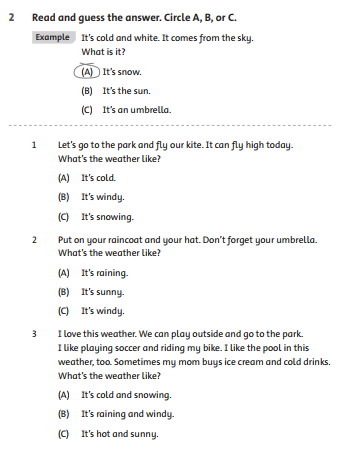 2 Read and guess the answer. Circle A, B, or C.
Example It's cold and white. It comes from the sky.
What is it?
(A) It's snow.
(B) It's the sun.
(C) It's an umbrella.
1 Let's go to the park and fly our kite. It can fly high today.
What's the weather like?
(A) It's cold.
(B) It's windy.
(C) It's snowing.
2 Put on your raincoat and your hat. Don't forget your umbrella.
What's the weather like?
(A) It's raining.
(B) It's sunny.
(C) It's windy.
3 I love this weather. We can play outside and go to the park.
I like playing soccer and riding my bike. I like the pool in this
weather, too. Sometimes my mom buys ice cream and cold drinks.
What's the weather like?
(A) It's cold and snowing.
(B) It's raining and windy.
(C) It's hot and sunny.